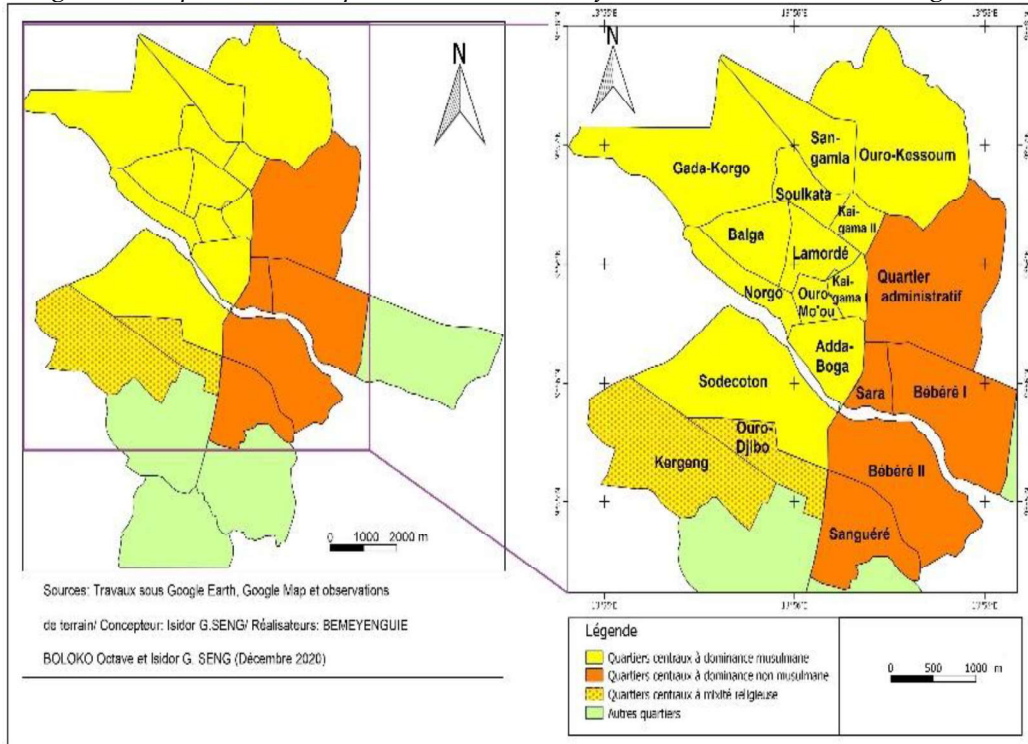 N
N
San-
gamla
Ouro-Kessoum
Gada-Korgo
Soulkata
Kai-
gama II
Balga
Lamordé
Quartier
administratif
Norgo
Ouro-
Mo'ou
Kai-
gama I
Adda-
Boga
Sodecoton
Sara
Bébéré I
Ouro-
Djibo
Kergeng
Bébéré II
Sanguéré
0 1000 2000 m
Sources: Travaux sous Google Earth, Google Map et observations
de terrain/ Concepteur: Isidor G.SENG/ Réalisateurs: BEMEYENGUIE
BOLOKO Octave et Isidor G. SENG (Décembre 2020)
Légende
Quartiers centraux à dominance musulmane
Quartiers centraux à dominance non musulmane
Quartiers centraux à mixité religieuse
Autres quartiers
0 500 1000 m